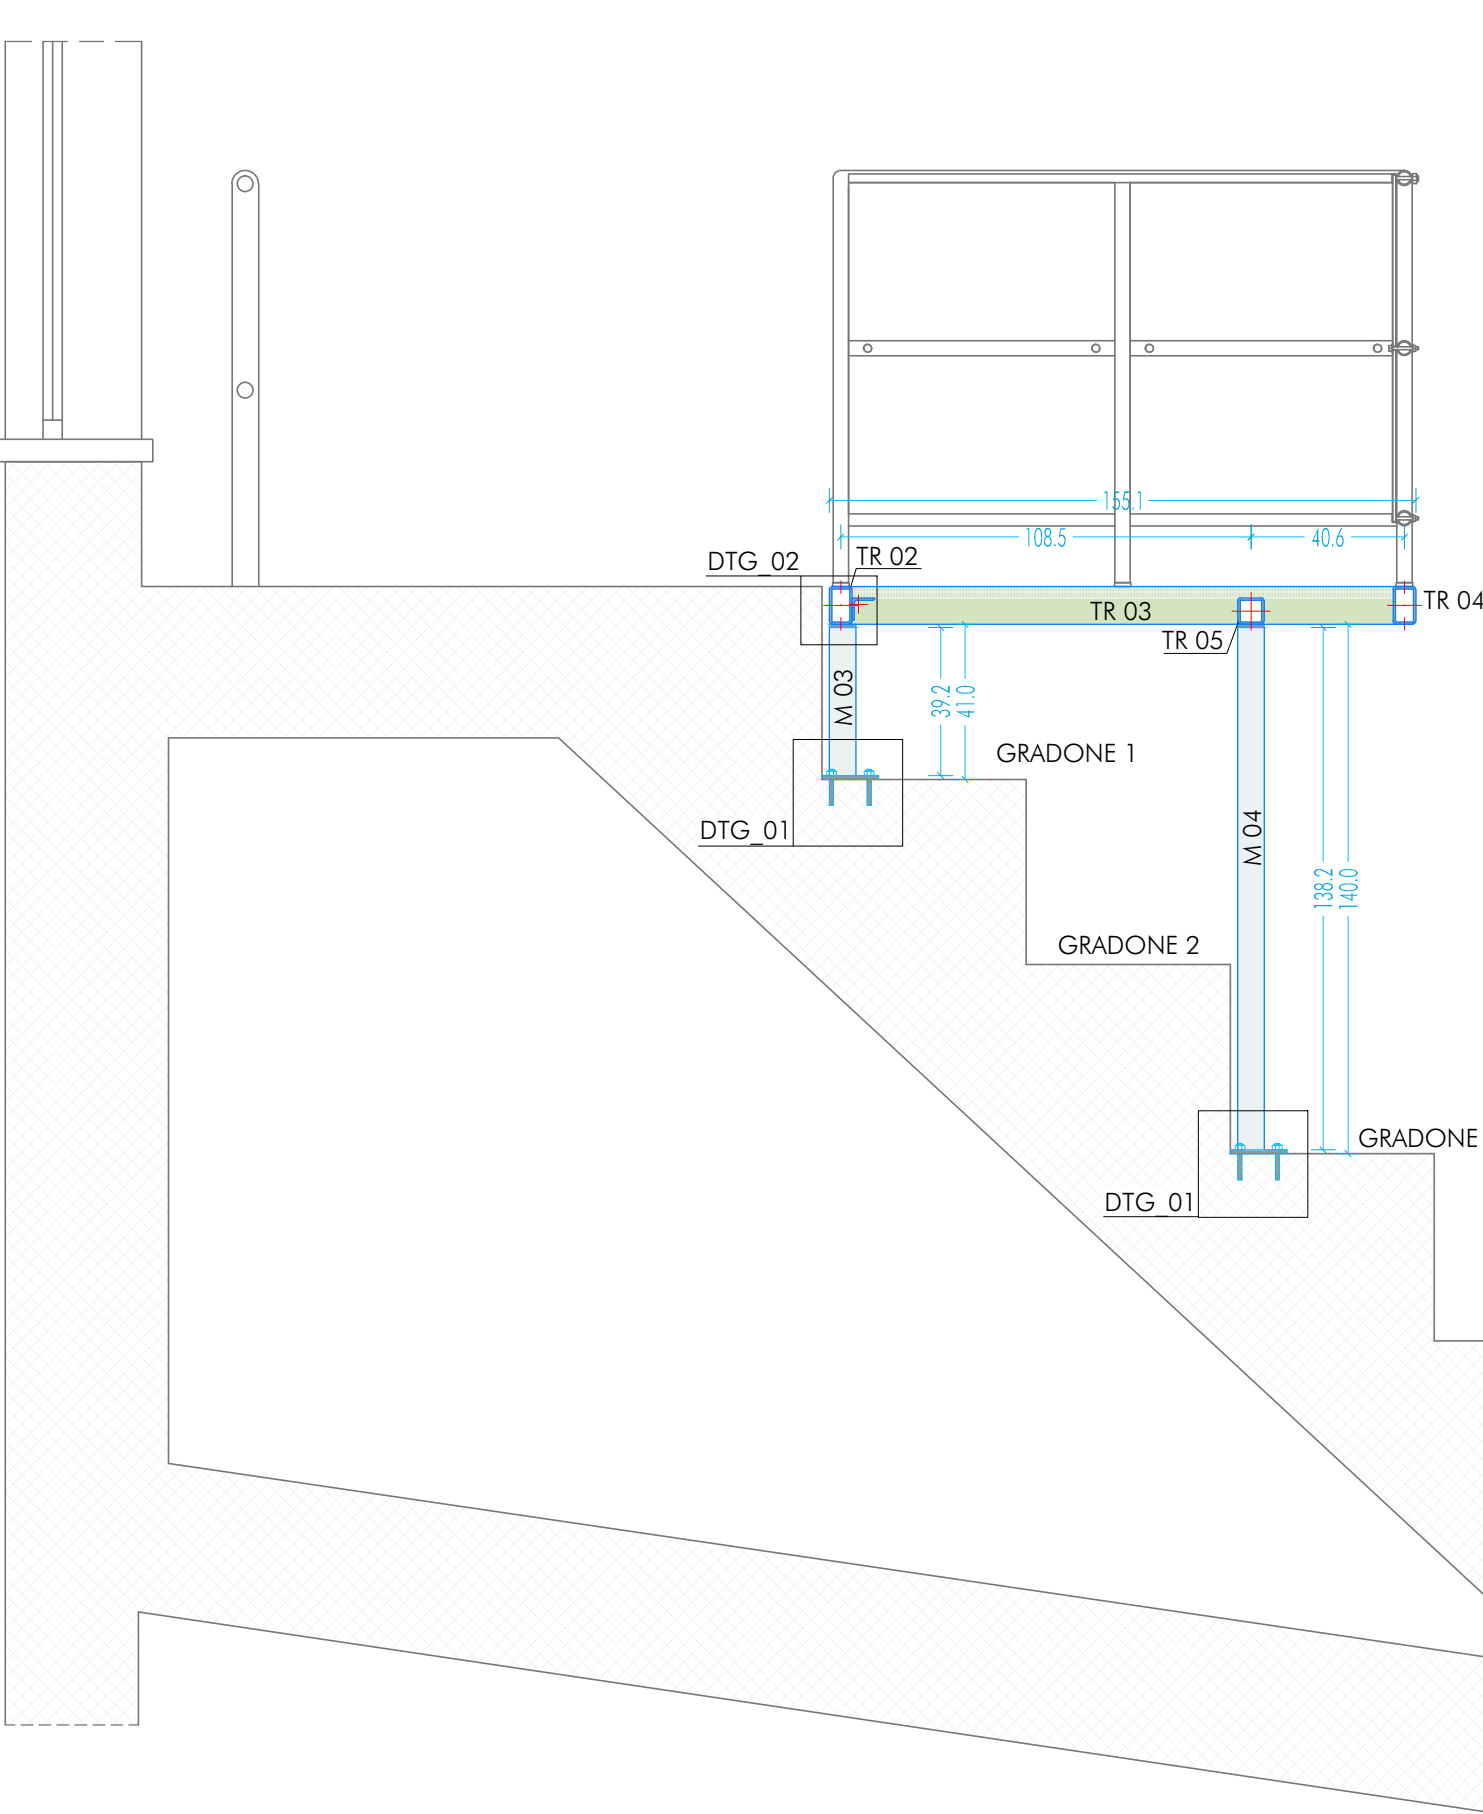 155.1
108.5
40.6
DTG_02
TR 02
TR 03
TR 04
TR 05
M 03
39.2
41.0
GRADONE 1
DTG_01
M 04
138.2
140.0
GRADONE 2
GRADONE
DTG_01